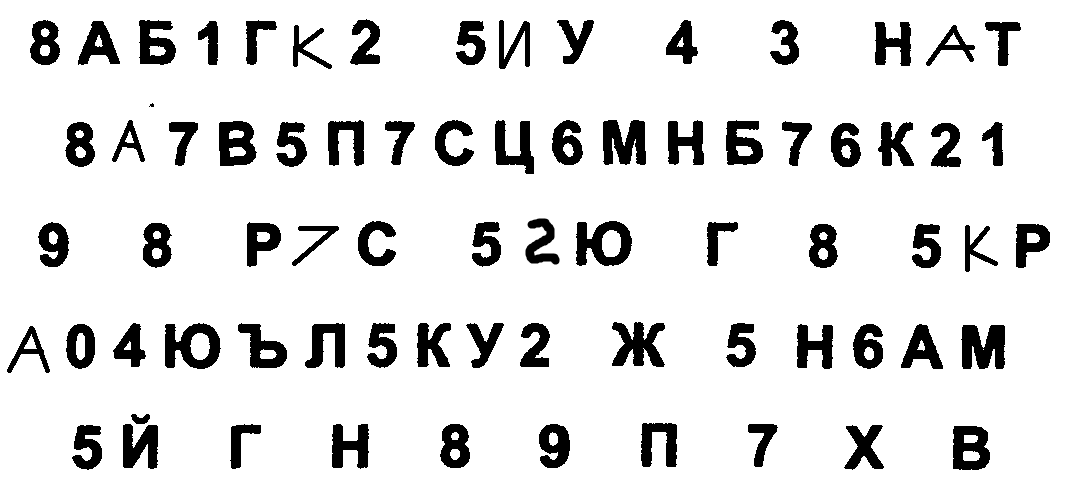 8 А Б 1 Г К 2 5 И У 4 3 Н А Т
8 А 7 В 5 П 7 С Ц 6 М Н Б 7 6 К 2 1
9 8 Р 7 С 5 2 Ю Г 8 5 К Р
А 0 4 Ю Ъ Л 5 К У 2 Ж 5 Н 6 А М
5 Й Г Н 8 9 П 7 Х В